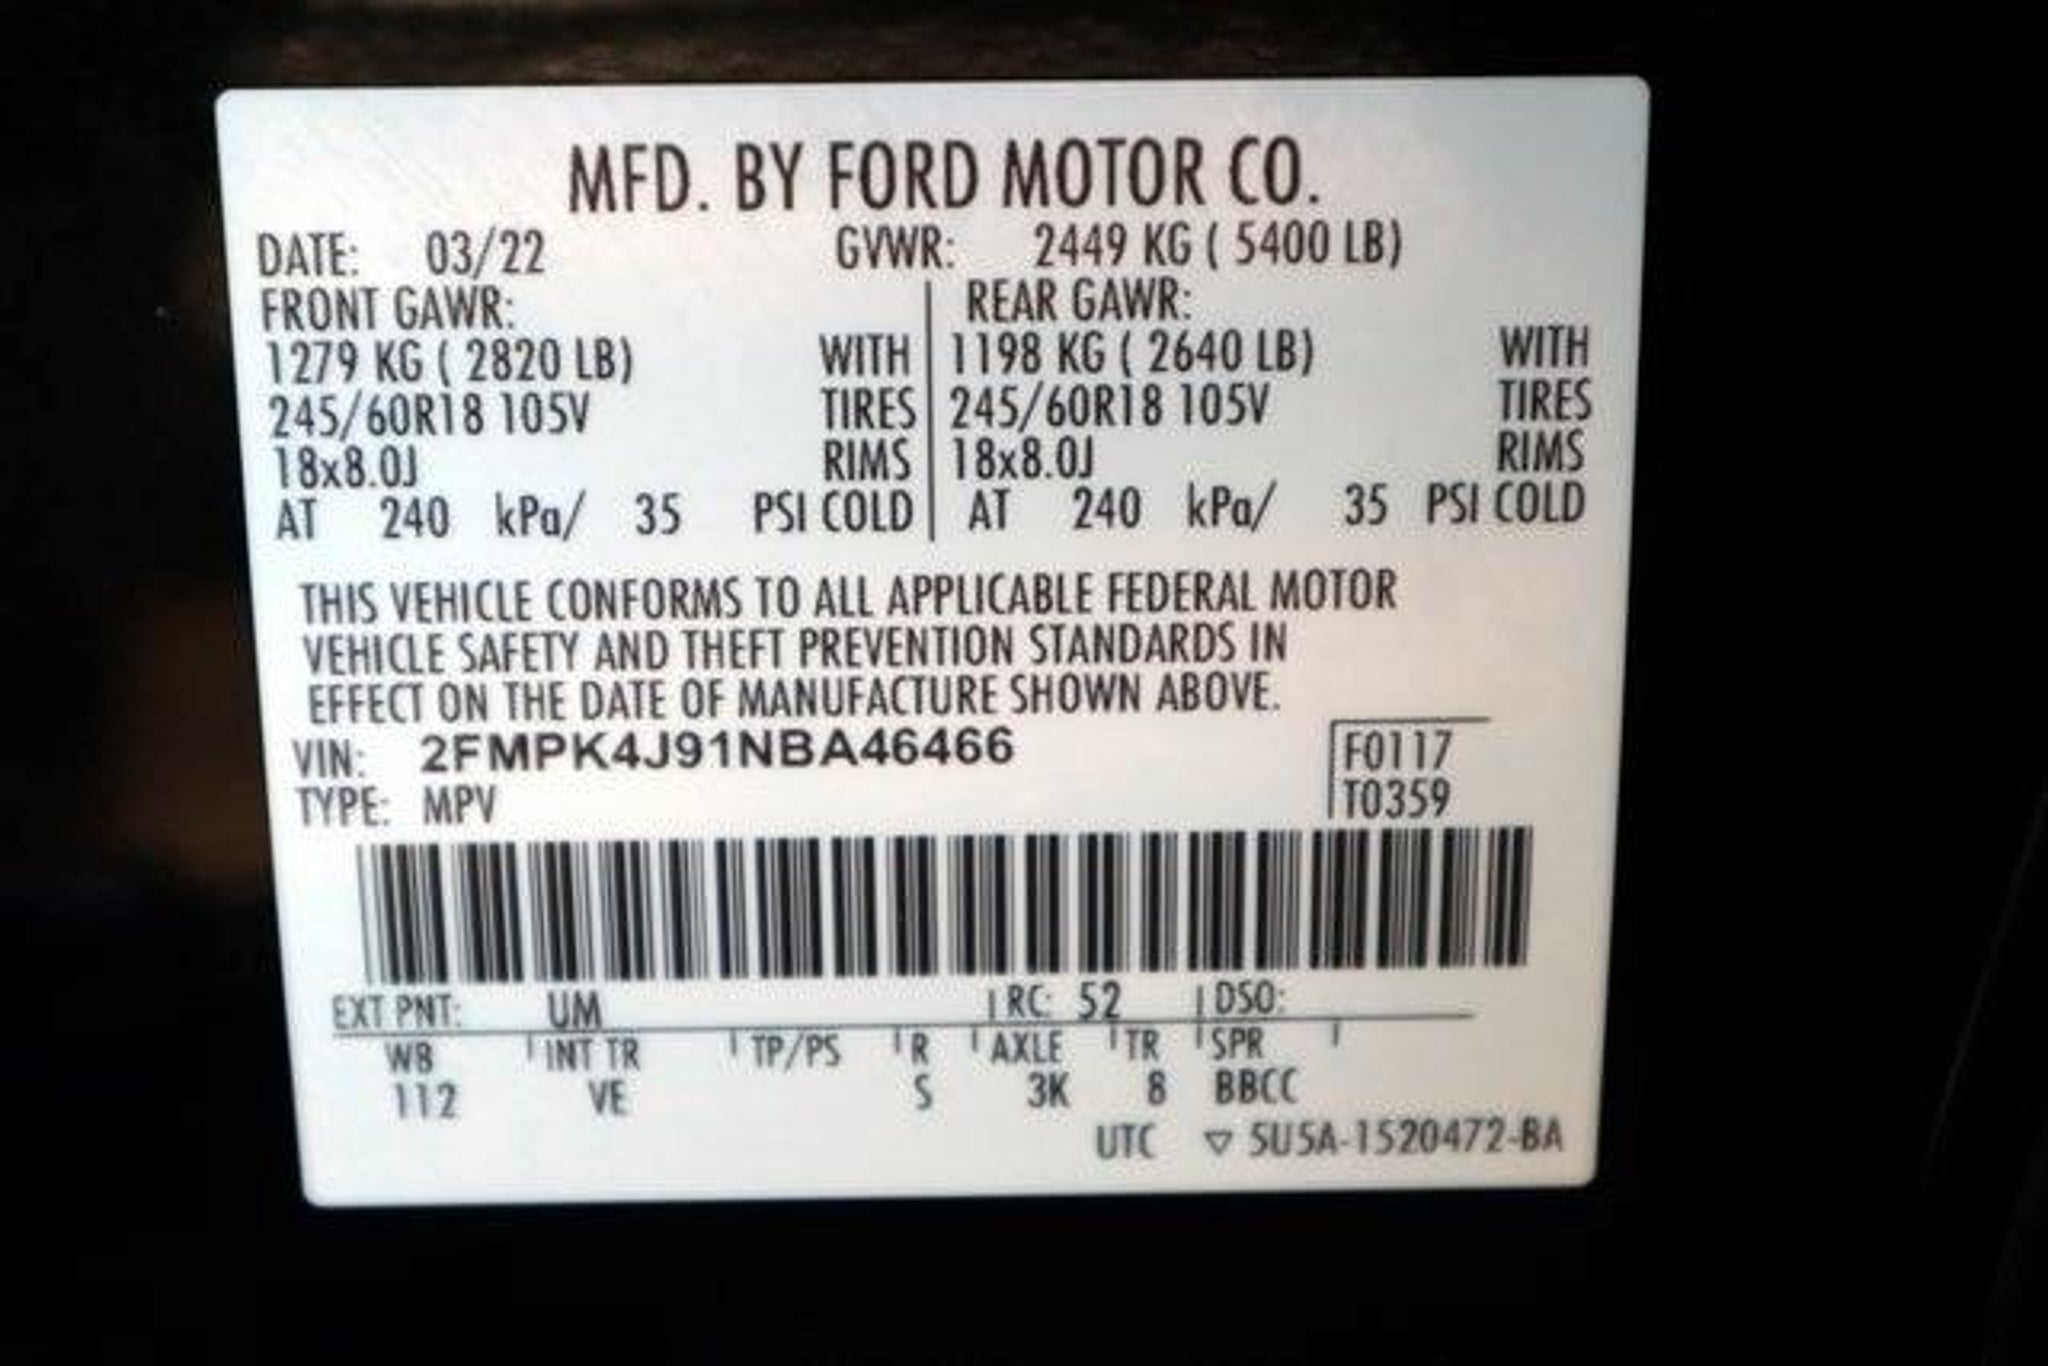 MFD. BY FORD MOTOR CO.
DATE: 03/22 GVWR: 2449 KG ( 5400 LB)
FRONT GAWR: REAR GAWR:
1279 KG ( 2820 LB) WITH 1198 KG ( 2640 LB) WITH
245/60R18 105V TIRES 245/60R18 105V TIRES
18x8.0J RIMS 18x8.0J RIMS
AT 240 kPa/ 35 PSI COLD AT 240 kPa/ 35 PSI COLD
THIS VEHICLE CONFORMS TO ALL APPLICABLE FEDERAL MOTOR
VEHICLE SAFETY AND THEFT PREVENTION STANDARDS IN
EFFECT ON THE DATE OF MANUFACTURE SHOWN ABOVE.
VIN: 2FMPK4J91NBA46466 F0117
TYPE: MPV T0359
EXT PNT: UM RC: 52 DSO:
WB INT TR TP/PS R AXLE TR SPR
112 VE S 3K 8 BBCC
UTC ▽ 5U5A-1520472-BA